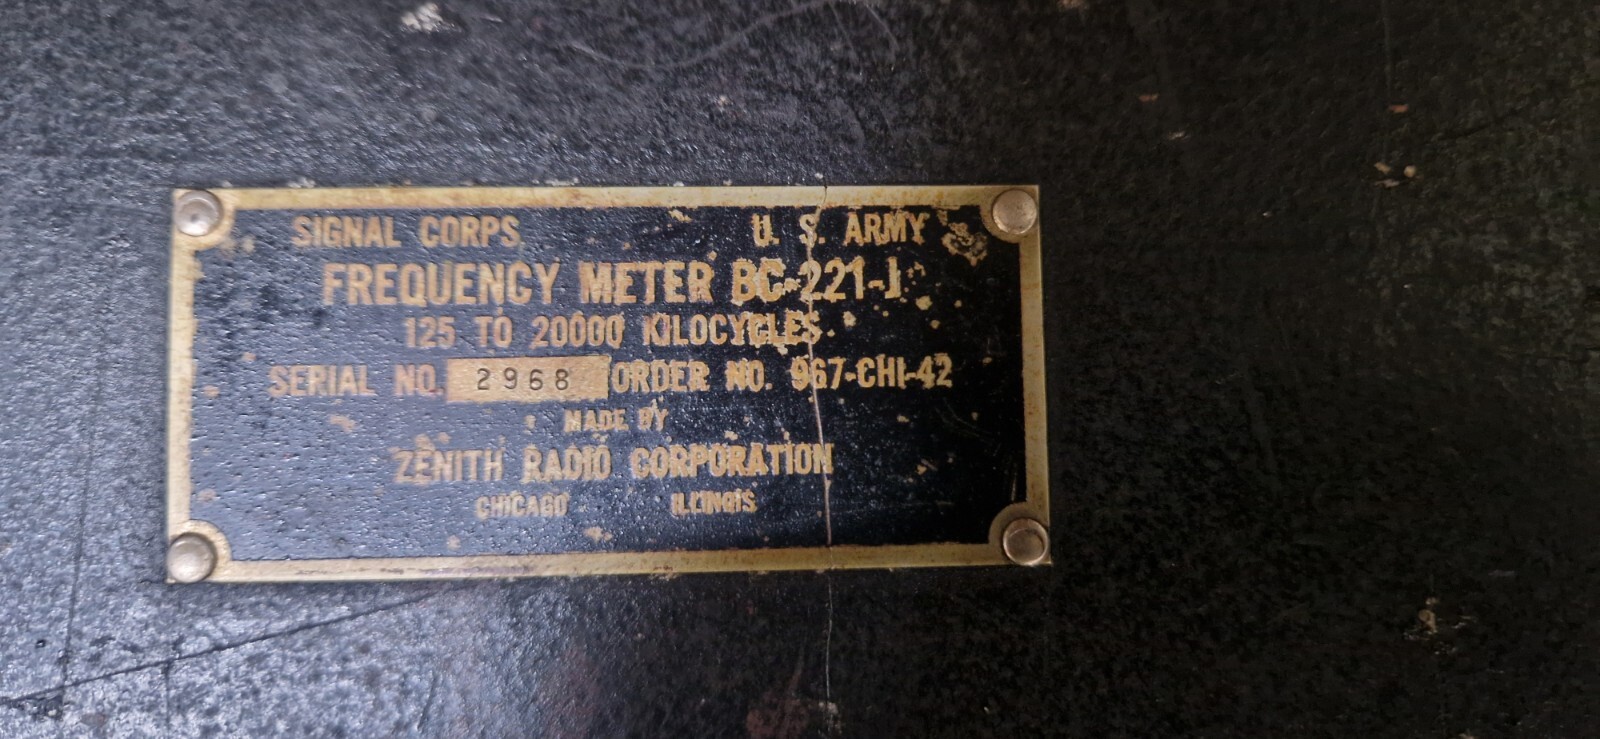 SIGNAL CORPS U. S. ARMY
FREQUENCY METER BC-221-J
125 TO 20000 KILOCYCLES
SERIAL NO. 2968 ORDER NO. 967-CHI-42
MADE BY
ZENITH RADIO CORPORATION
CHICAGO ILLINOIS